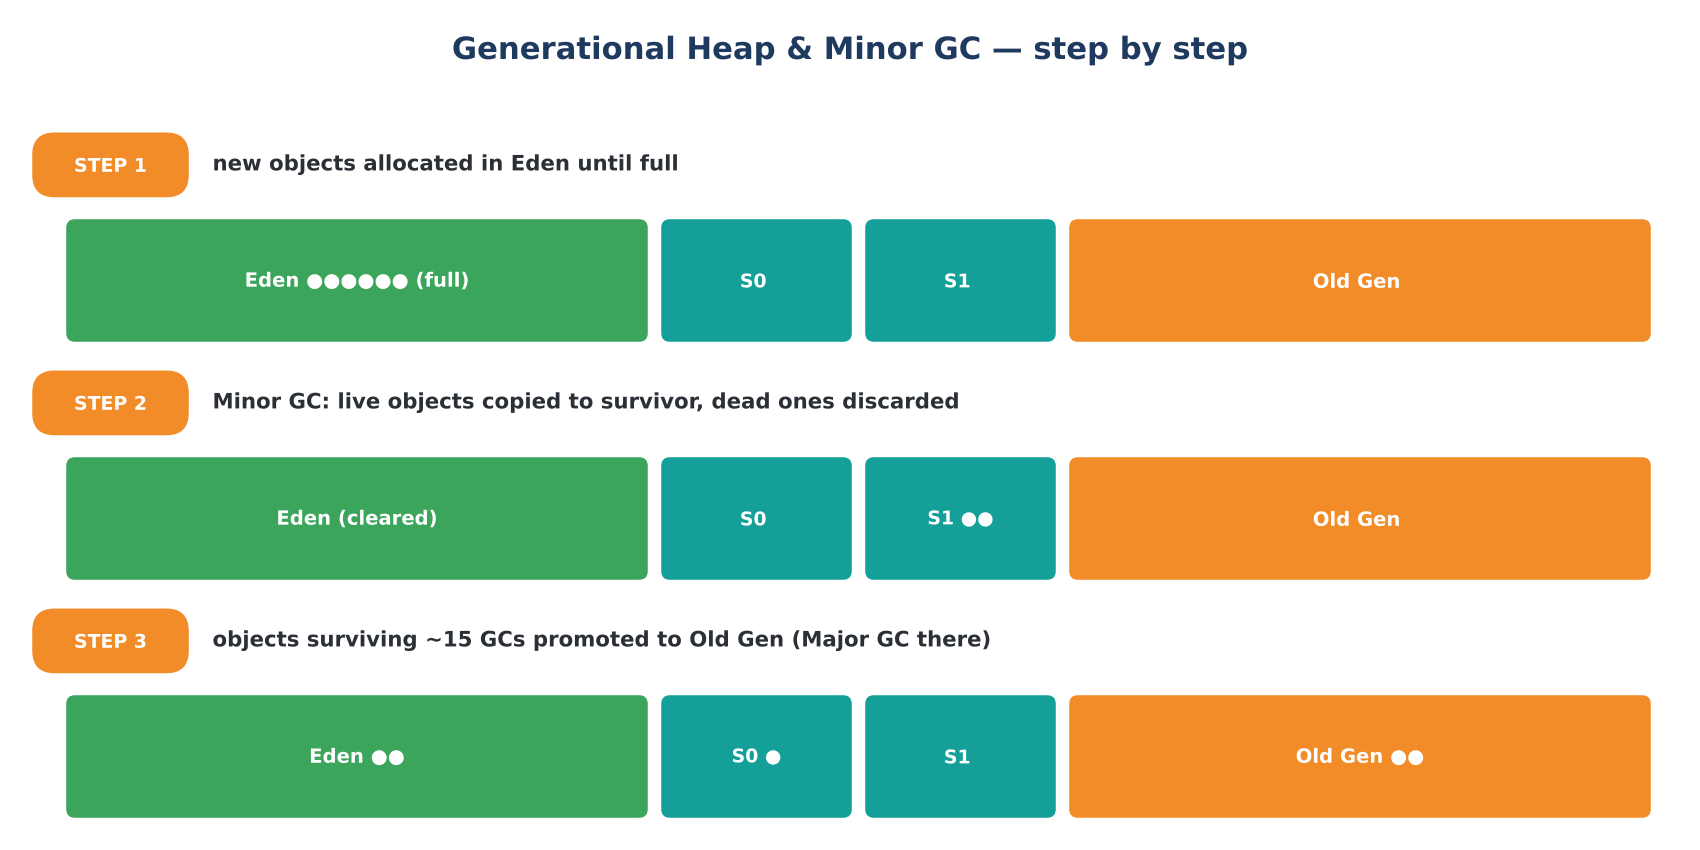 Generational Heap & Minor GC — step by step
STEP 1
new objects allocated in Eden until full
Eden ●●●●●● (full)
S0
S1
Old Gen
STEP 2
Minor GC: live objects copied to survivor, dead ones discarded
Eden (cleared)
S0
S1 ●●
Old Gen
STEP 3
objects surviving ~15 GCs promoted to Old Gen (Major GC there)
Eden ●●
S0 ●
S1
Old Gen ●●